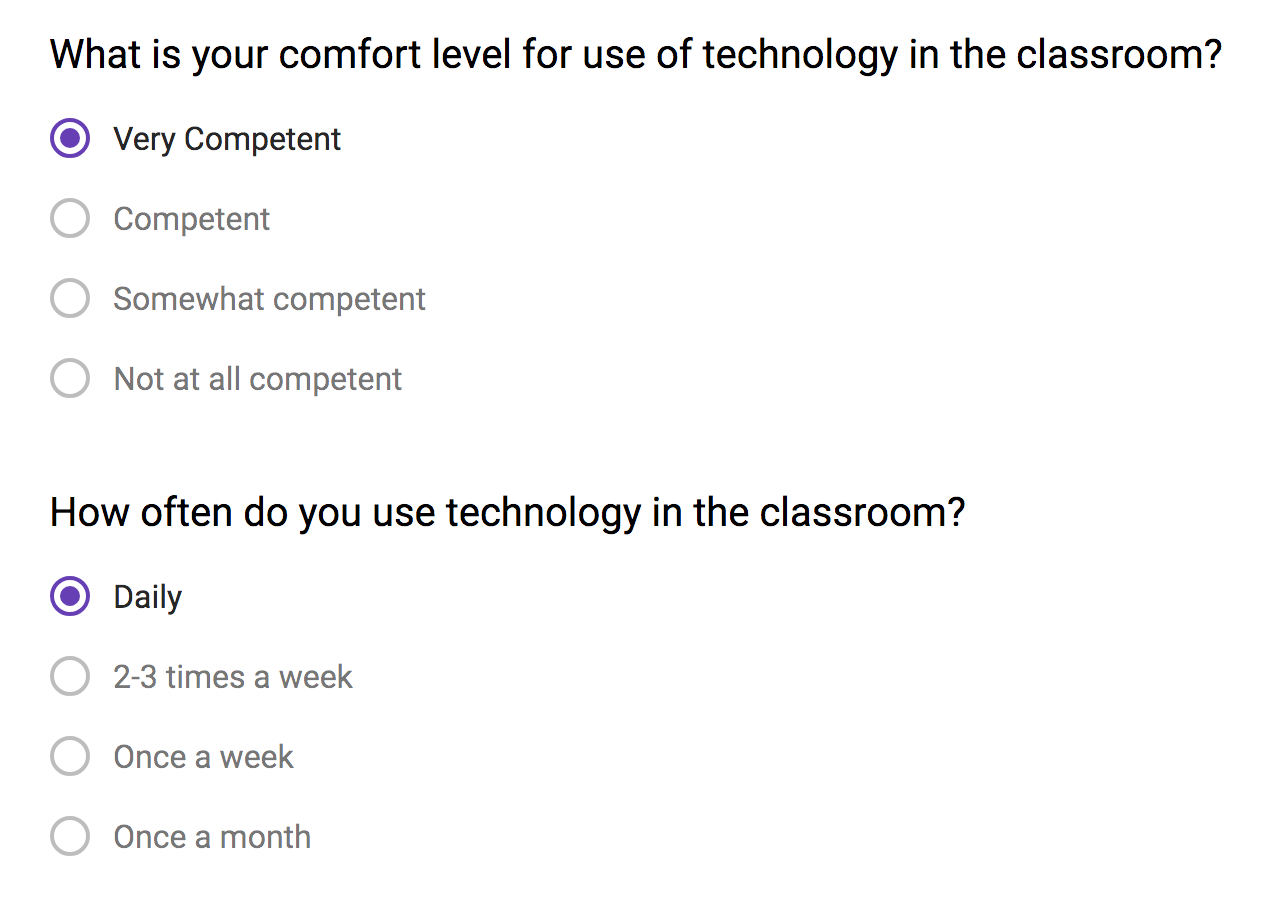 What is your comfort level for use of technology in the classroom?
Very Competent
Competent
Somewhat competent
Not at all competent
How often do you use technology in the classroom?
Daily
2-3 times a week
Once a week
Once a month